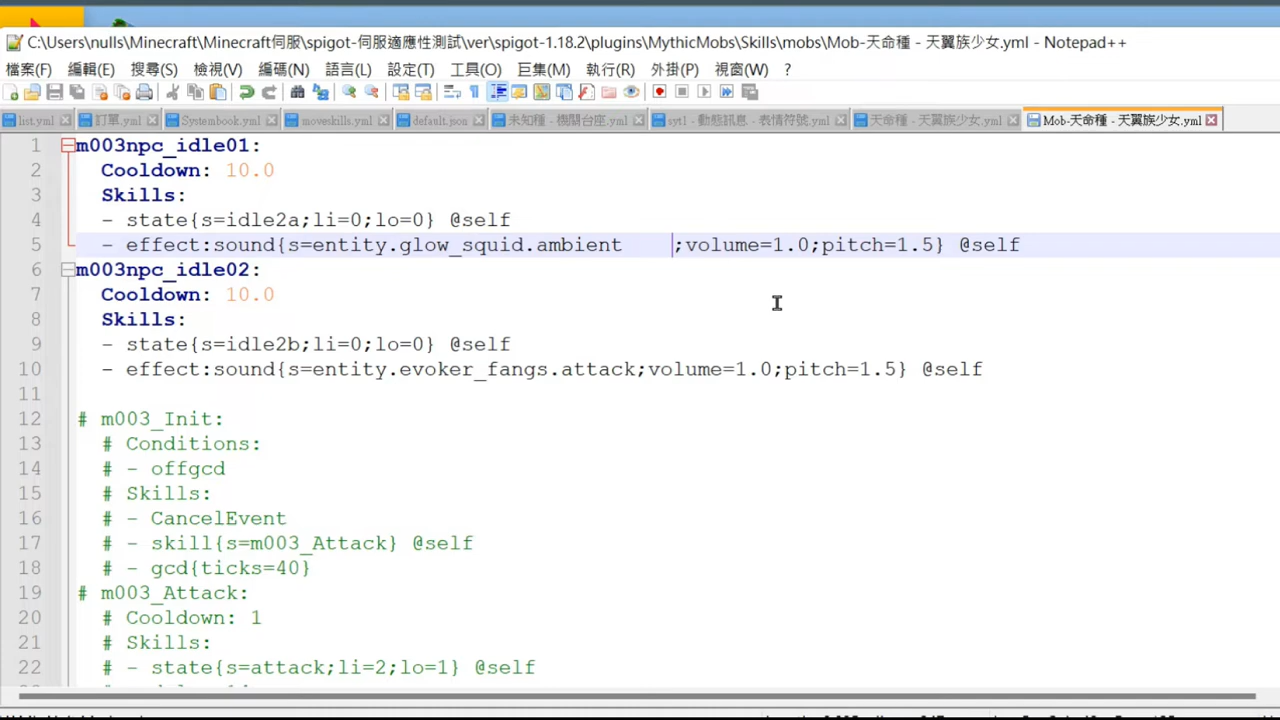 C:\Users\nulls\Minecraft\Minecraft伺服\spigot-伺服適應性測試\ver\spigot-1.18.2\plugins\MythicMobs\Skills\mobs\Mob-天命種 - 天翼族少女.yml - Notepad++
檔案(F) 編輯(E) 搜尋(S) 檢視(V) 編碼(N) 語言(L) 設定(T) 工具(O) 巨集(M) 執行(R) 外掛(P) 視窗(W) ?
list.yml 訂單.yml Systembook.yml moveskills.yml default.json 未知種 - 機關台座.yml syt1 - 動態訊息 - 表情符號.yml 天命種 - 天翼族少女.yml Mob-天命種 - 天翼族少女.yml
1 m003npc_idle01:
2 Cooldown: 10.0
3 Skills:
4 - state{s=idle2a;li=0;lo=0} @self
5 - effect:sound{s=entity.glow_squid.ambient    ;volume=1.0;pitch=1.5} @self
6 m003npc_idle02:
7 Cooldown: 10.0
8 Skills:
9 - state{s=idle2b;li=0;lo=0} @self
10 - effect:sound{s=entity.evoker_fangs.attack;volume=1.0;pitch=1.5} @self
11
12 # m003_Init:
13 # Conditions:
14 # - offgcd
15 # Skills:
16 # - CancelEvent
17 # - skill{s=m003_Attack} @self
18 # - gcd{ticks=40}
19 # m003_Attack:
20 # Cooldown: 1
21 # Skills:
22 # - state{s=attack;li=2;lo=1} @self